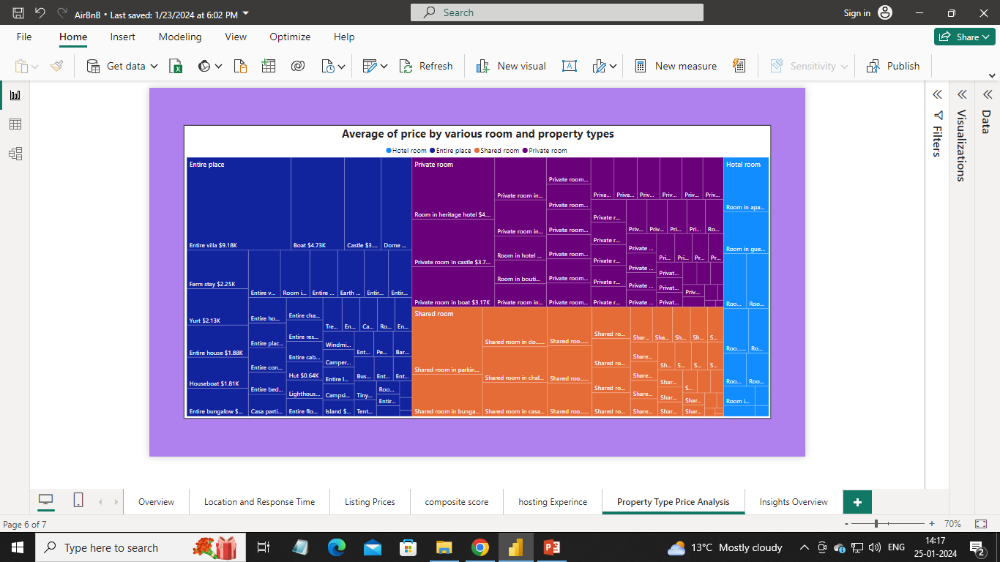 AirBnB • Last saved: 1/23/2024 at 6:02 PM
Search
Sign in
File Home Insert Modeling View Optimize Help
Share
Get data
Refresh
New visual
New measure
Sensitivity
Publish
Average of price by various room and property types
Hotel room Entire place Shared room Private room
Entire place
Entire villa $9.18K
Boat $4.73K
Castle $3....
Dome ...
Farm stay $2.25K
Yurt $2.13K
Entire house $1.88K
Houseboat $1.81K
Entire bungalow $...
Entire v...
Room i...
Entire ...
Earth ...
Entir...
Entir...
Entire ho...
Entire plac...
Entire con...
Entire bed...
Casa parti...
Entire cha...
Entire res...
Entire cab...
Hut $0.64K
Lighthous...
Entire flo...
Tre...
En...
Ca...
Ro...
En...
Windmi...
Camper...
Entire l...
Campsi...
Island $...
Ent...
Pe...
Bar...
Bus...
Ent...
Ent...
Tiny...
Tent...
Roo...
Entir...
Private room
Room in heritage hotel $4....
Private room in castle $3.7...
Private room in boat $3.17K
Private room in...
Private room in...
Room in hotel ...
Room in bouti...
Private room in...
Private room...
Private room...
Private room...
Private room...
Private room...
Private room...
Priva...
Priva...
Priv...
Priv...
Priv...
Priv...
Private r...
Private r...
Private r...
Private r...
Private r...
Priv...
Priv...
Pri...
Pri...
Ro...
Private ...
Private ...
Private ...
Private ...
Pri...
Pri...
Pr...
Pr...
Privat...
Privat...
Privat...
Priv...
Shared room
Shared room in parkin...
Shared room in bunga...
Shared room in do......
Shared room in chal...
Shared room in casa...
Shared roo......
Shared roo......
Shared roo......
Shared ro...
Shared ro...
Shared ro...
Shared ro...
Shar...
Sha...
Sh...
Sh...
S...
Share...
Share...
Share...
Share...
Sh...
S...
S...
S...
Shar...
Shar...
Shar...
S...
Shar...
Shar...
Hotel room
Room in apa...
Room in gue...
Roo...
Roo...
Roo......
Ro...
Roo...
Roo...
Room i...
Filters
Visualizations
Data
Overview
Location and Response Time
Listing Prices
composite score
hosting Experince
Property Type Price Analysis
Insights Overview
Page 6 of 7
- + 70%
Type here to search
13°C Mostly cloudy
ENG
14:17
25-01-2024
2